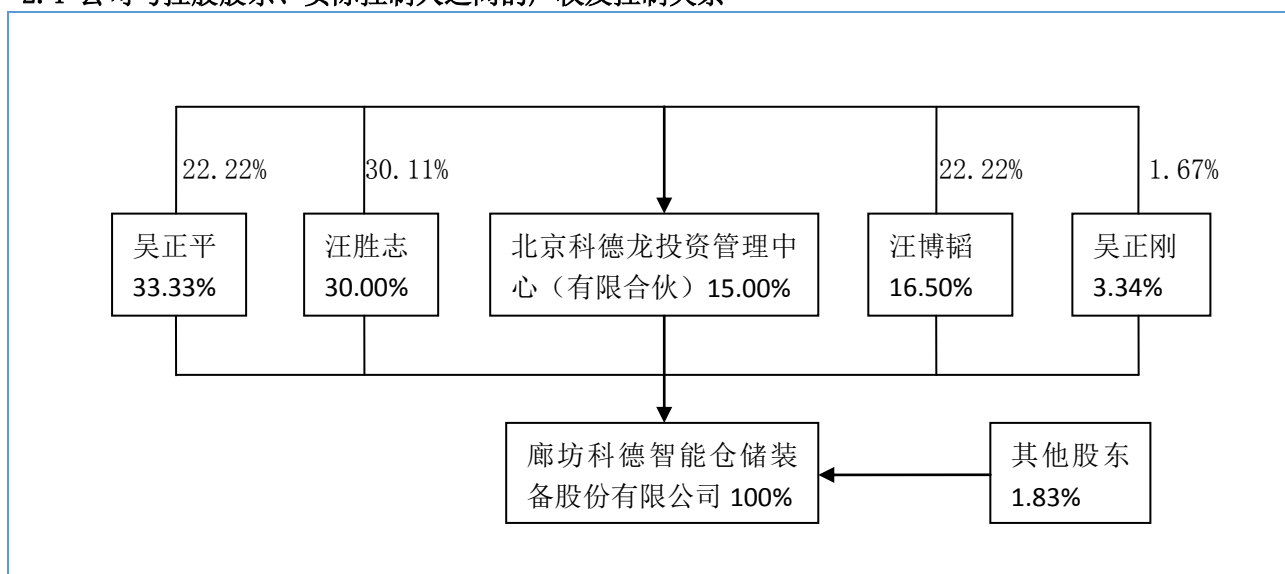 22.22%
30.11%
22.22%
1.67%
吴正平
33.33%
汪胜志
30.00%
北京科德龙投资管理中
心（有限合伙）15.00%
汪博韬
16.50%
吴正刚
3.34%
廊坊科德智能仓储装
备股份有限公司 100%
其他股东
1.83%